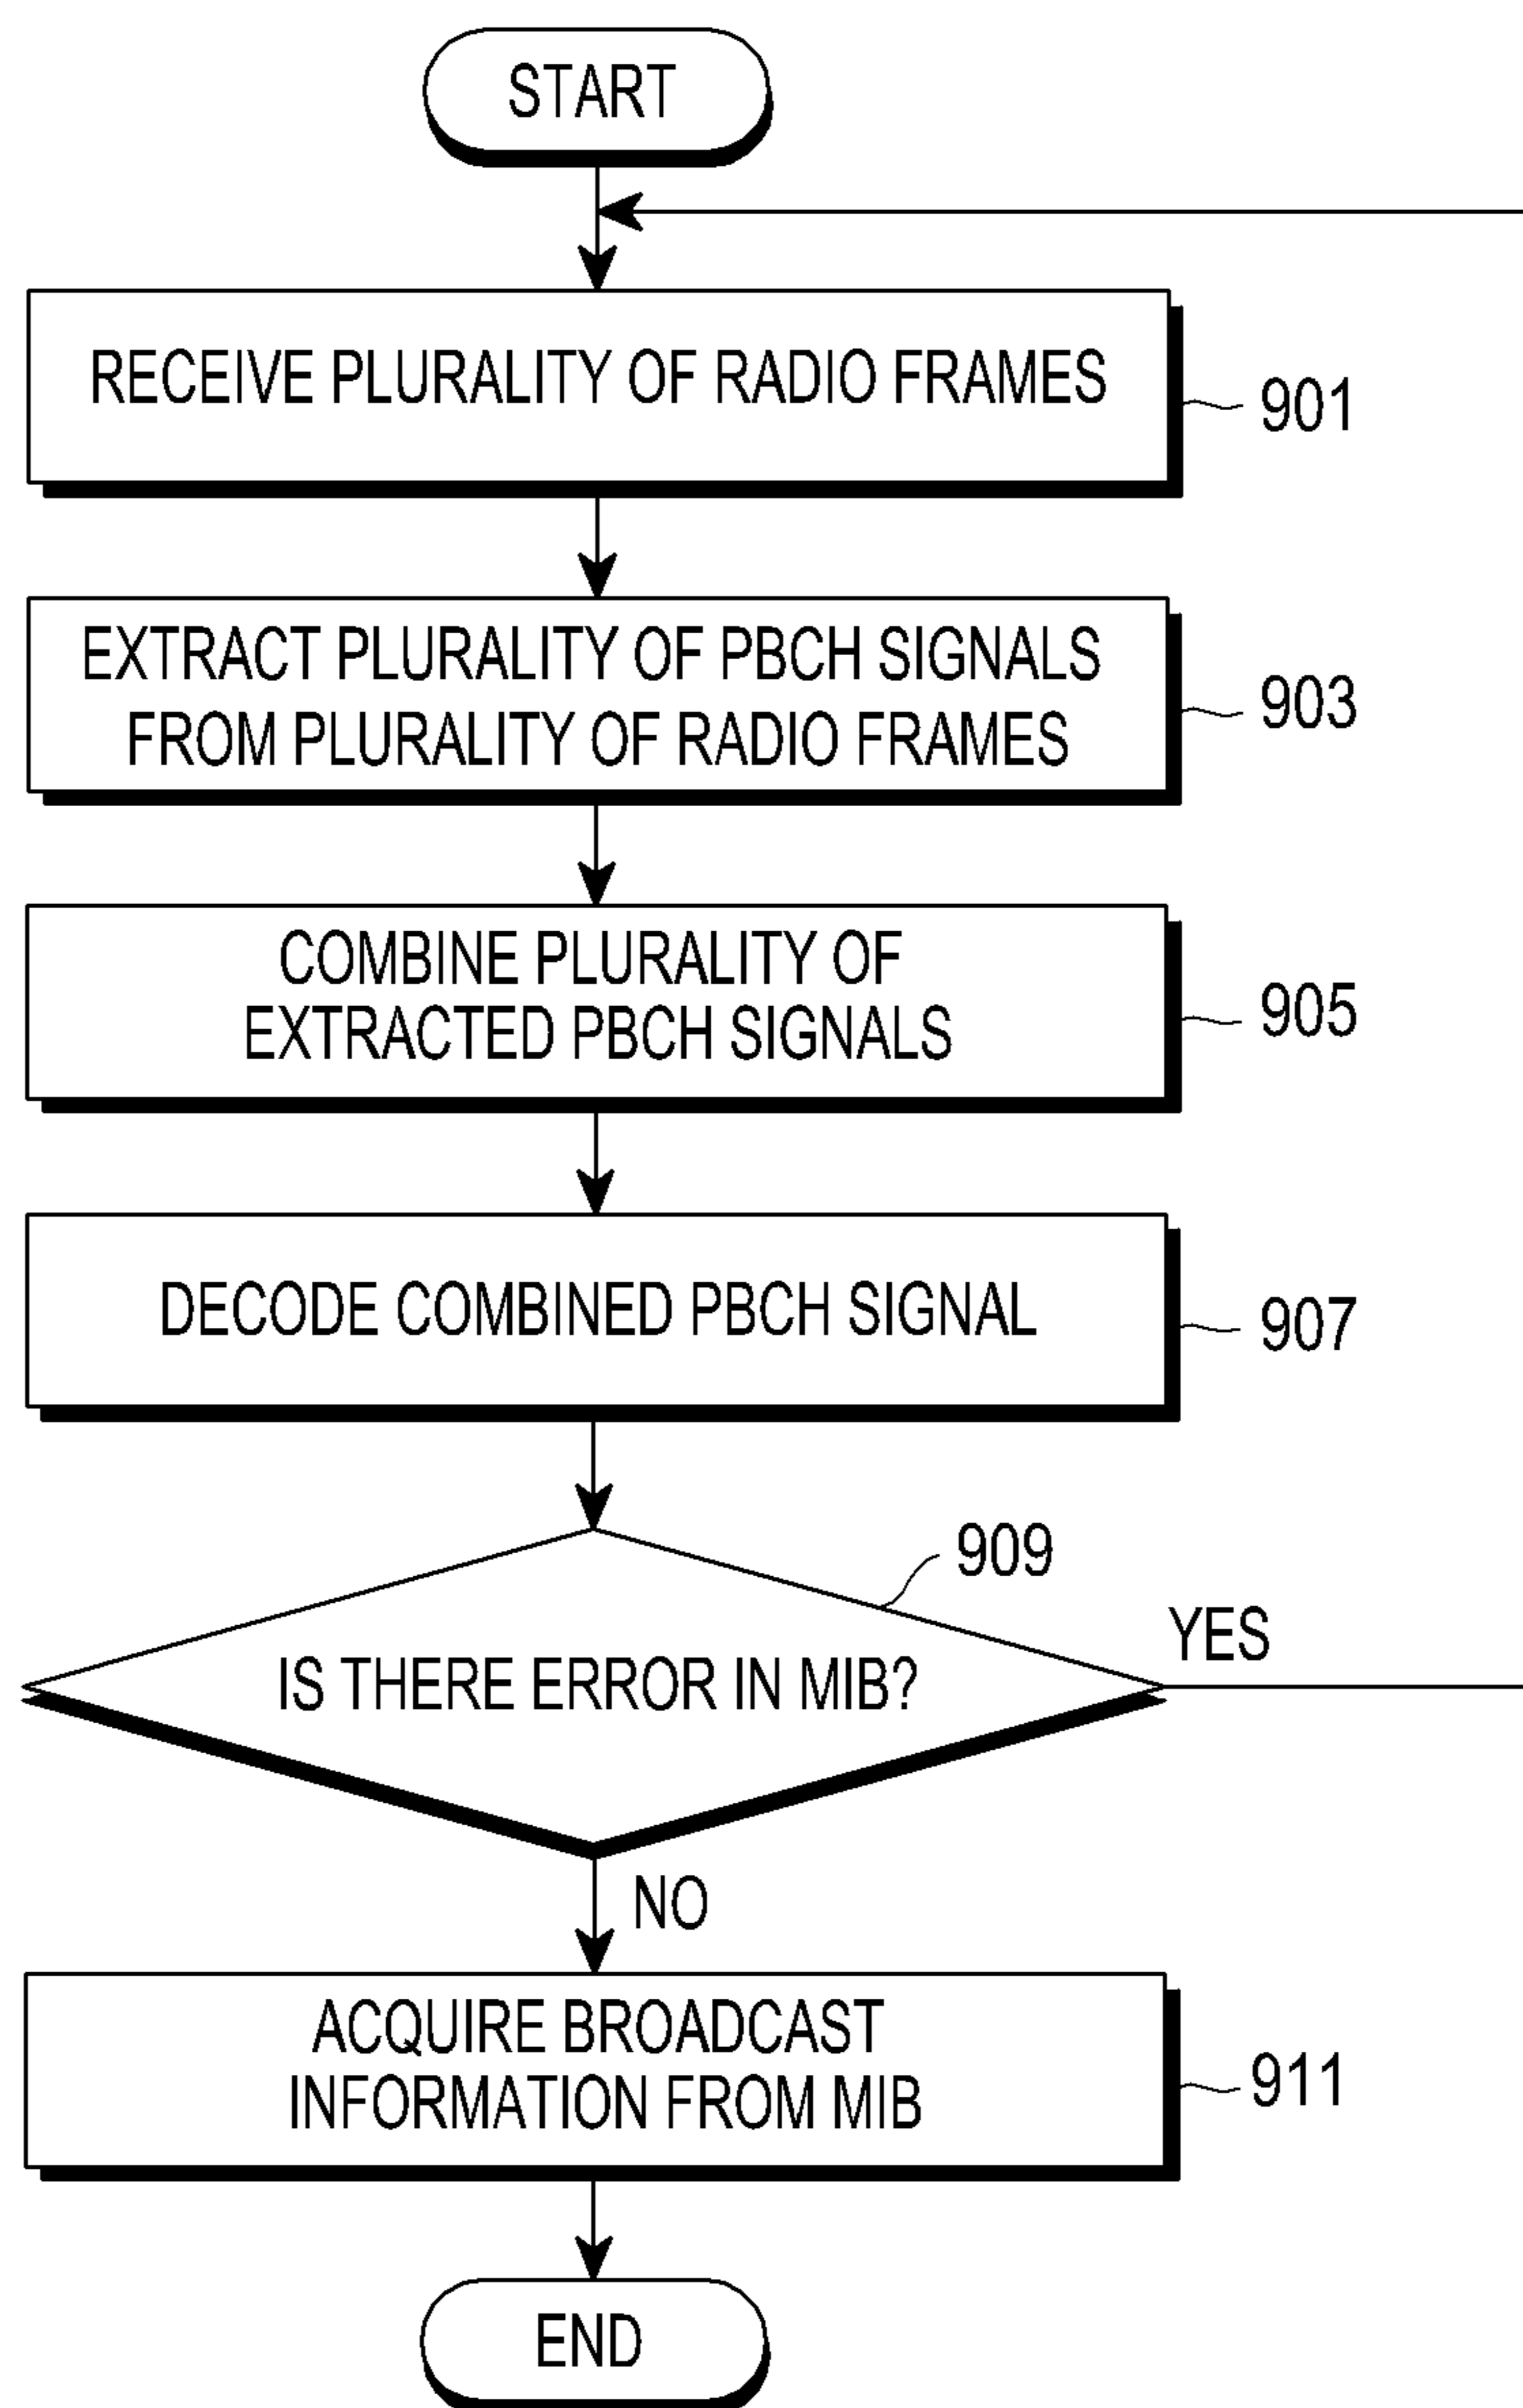 START
RECEIVE PLURALITY OF RADIO FRAMES
901
EXTRACT PLURALITY OF PBCH SIGNALS
FROM PLURALITY OF RADIO FRAMES
903
COMBINE PLURALITY OF
EXTRACTED PBCH SIGNALS
905
DECODE COMBINED PBCH SIGNAL
907
909
IS THERE ERROR IN MIB?
YES
NO
ACQUIRE BROADCAST
INFORMATION FROM MIB
911
END